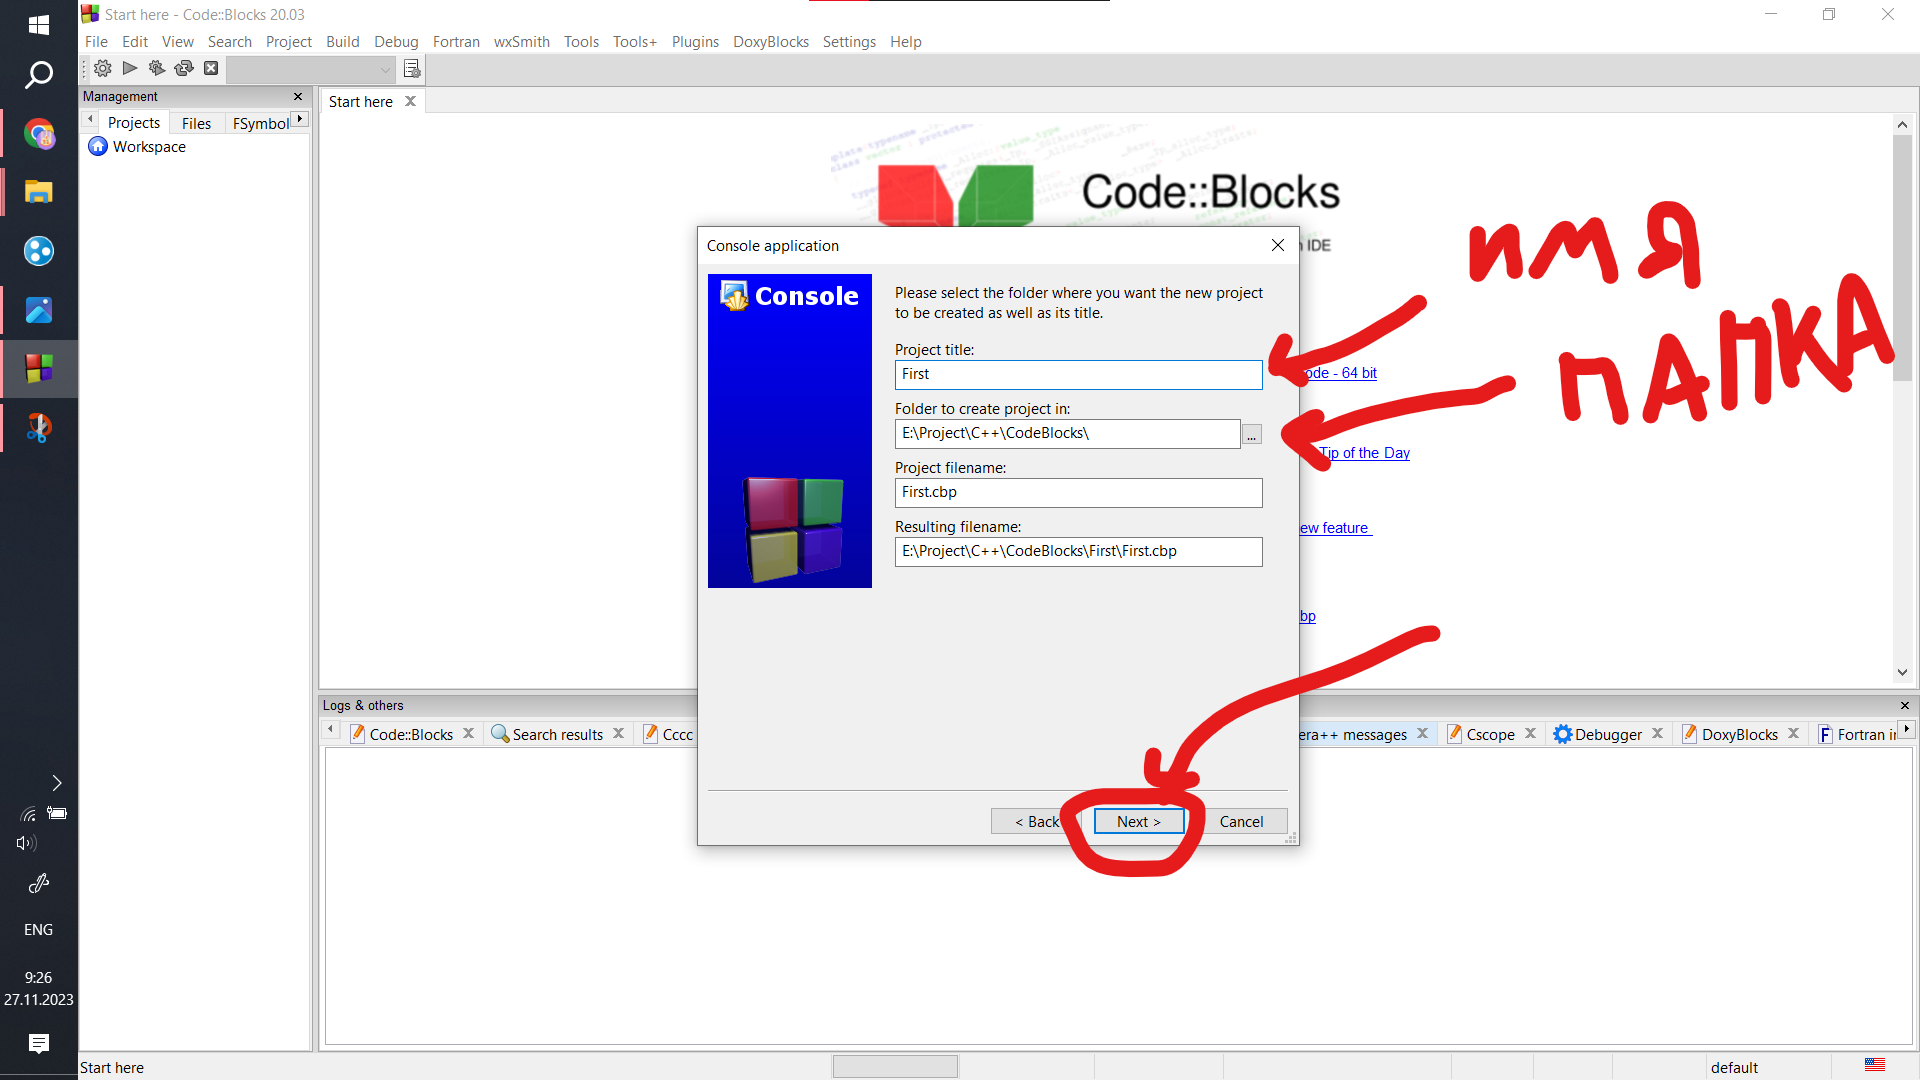 Start here - Code::Blocks 20.03
File Edit View Search Project Build Debug Fortran wxSmith Tools Tools+ Plugins DoxyBlocks Settings Help
Management
Projects Files FSymbol
Workspace
Start here
Code::Blocks
n IDE
ode - 64 bit
Tip of the Day
ew feature
bp
имя
ПАПКА
Console application
Console
Please select the folder where you want the new project
to be created as well as its title.
Project title:
First
Folder to create project in:
E:\Project\C++\CodeBlocks\
...
Project filename:
First.cbp
Resulting filename:
E:\Project\C++\CodeBlocks\First\First.cbp
< Back Next > Cancel
Logs & others
Code::Blocks Search results Cccc era++ messages Cscope Debugger DoxyBlocks Fortran in
ENG
9:26
27.11.2023
Start here default